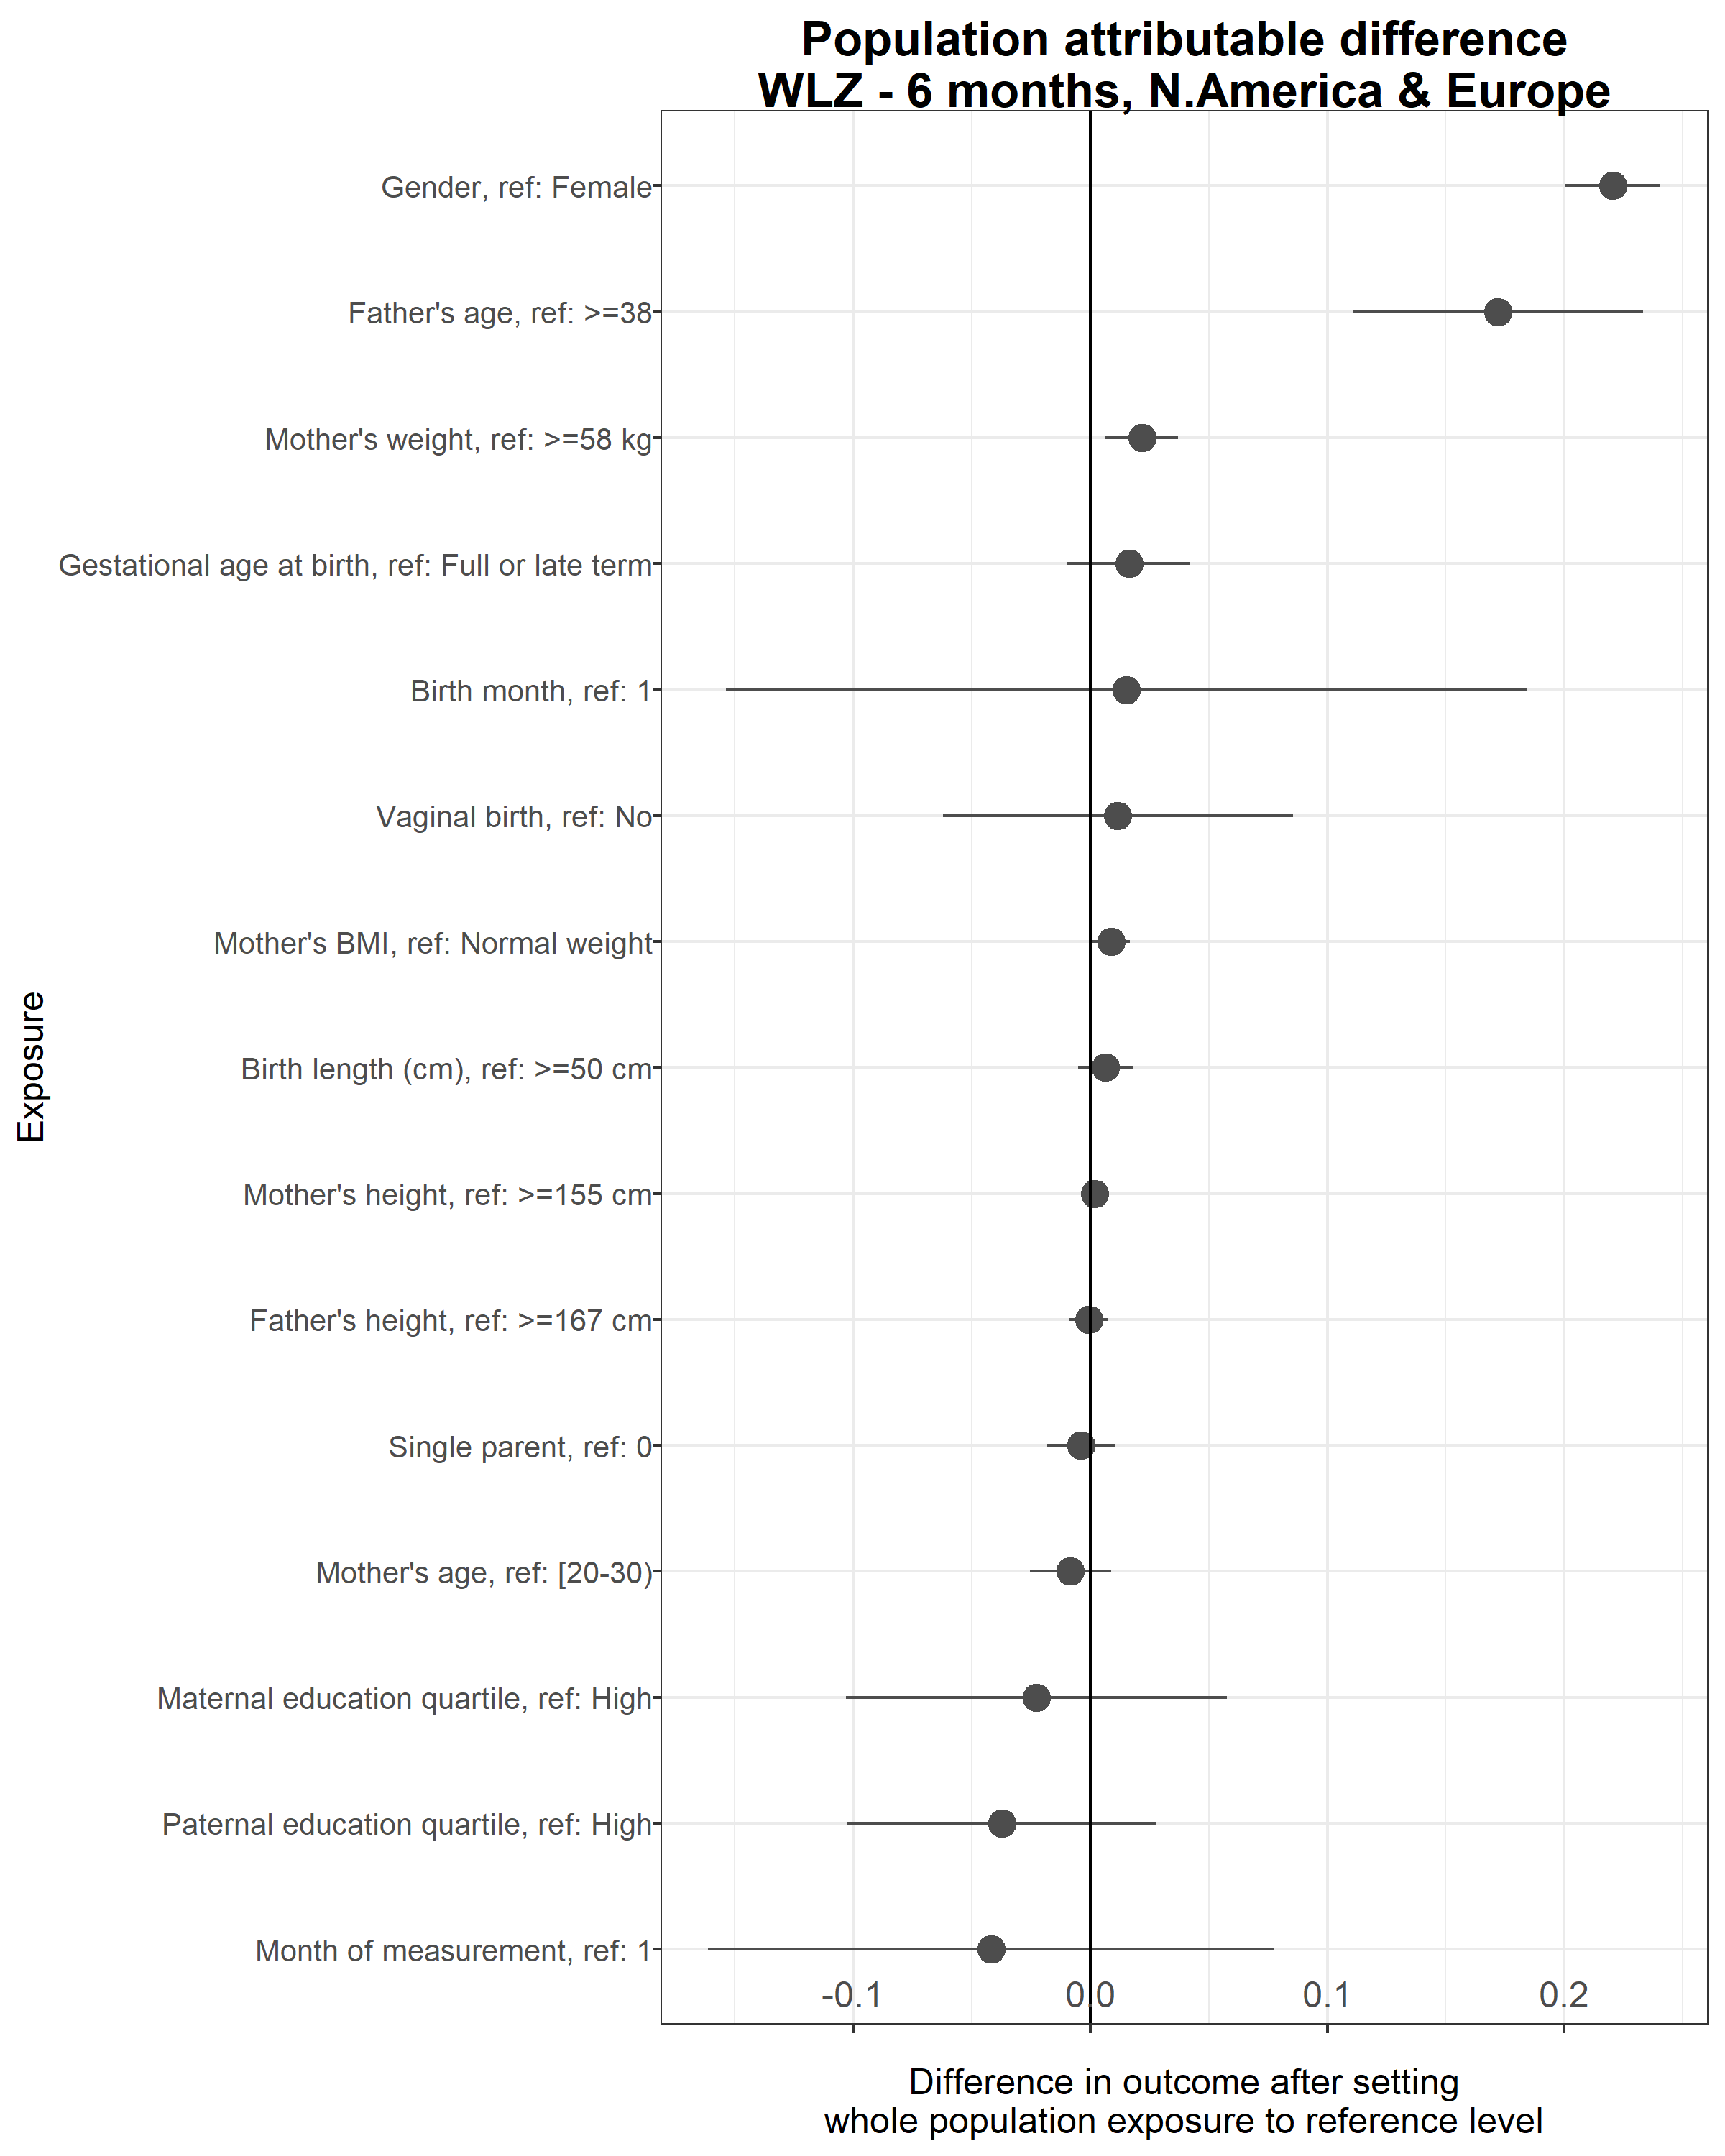 Population attributable difference
WLZ - 6 months, N.America & Europe
Gender, ref: Female
Father's age, ref: >=38
Mother's weight, ref: >=58 kg
Gestational age at birth, ref: Full or late term
Birth month, ref: 1
Vaginal birth, ref: No
Mother's BMI, ref: Normal weight
Birth length (cm), ref: >=50 cm
Mother's height, ref: >=155 cm
Father's height, ref: >=167 cm
Single parent, ref: 0
Mother's age, ref: [20-30)
Maternal education quartile, ref: High
Paternal education quartile, ref: High
Month of measurement, ref: 1
Exposure
-0.1 0.0 0.1 0.2
Difference in outcome after setting
whole population exposure to reference level